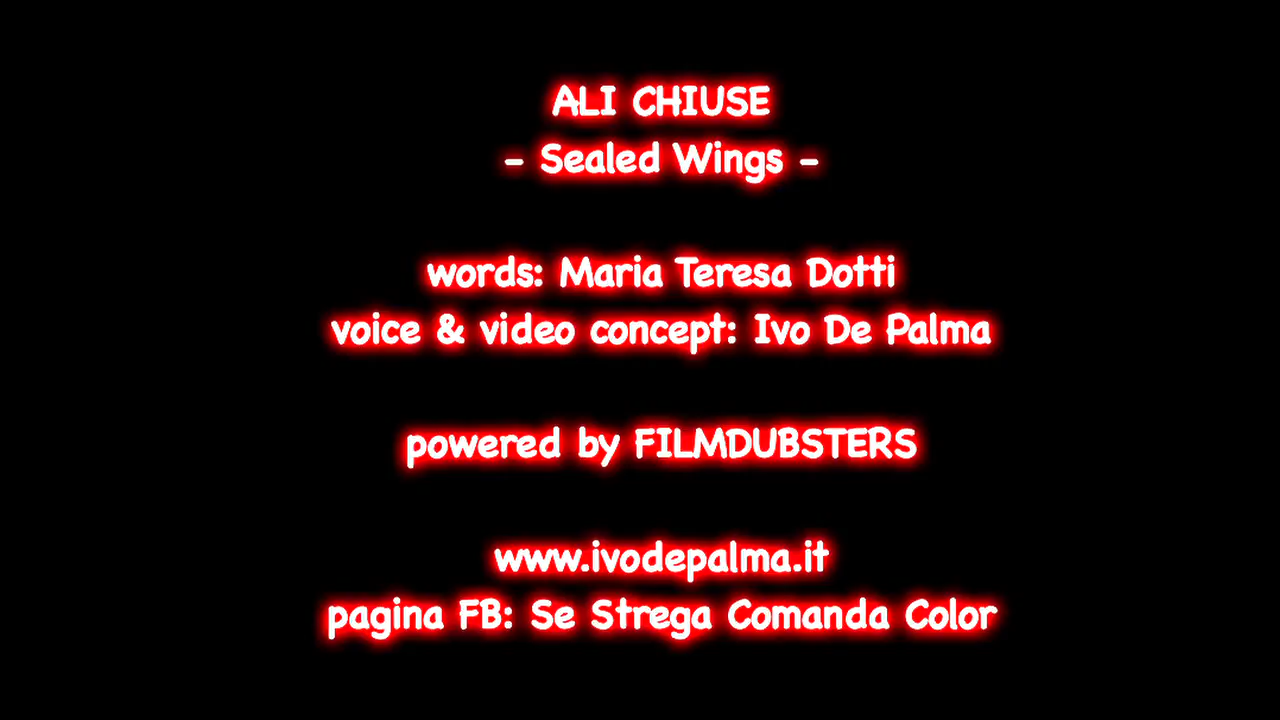 ALI CHIUSE
- Sealed Wings -
words: Maria Teresa Dotti
voice & video concept: Ivo De Palma
powered by FILMDUBSTERS
www.ivodepalma.it
pagina FB: Se Strega Comanda Color